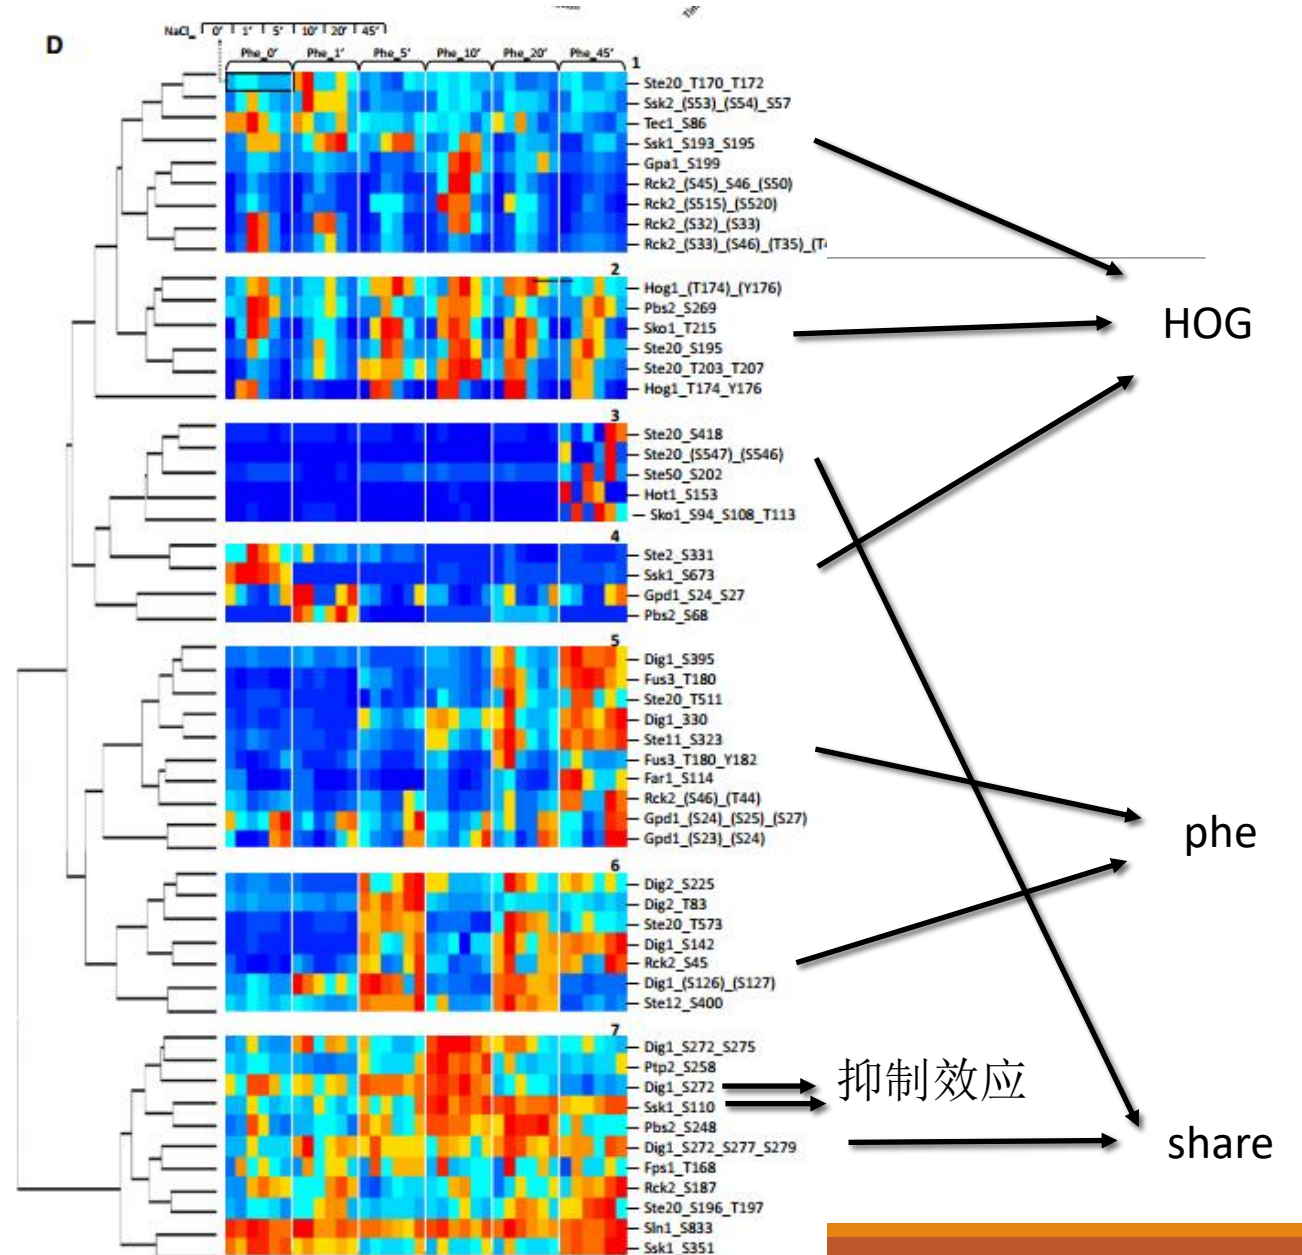 D
NaCl_ 0' 1' 5' 10' 20' 45'
Phe_0' Phe_1' Phe_5' Phe_10' Phe_20' Phe_45'
1
Ste20_T170_T172
Ssk2_(S53)_(S54)_S57
Tec1_S86
Ssk1_S193_S195
Gpa1_S199
Rck2_(S45)_S46_(S50)
Rck2_(S515)_(S520)
Rck2_(S32)_(S33)
Rck2_(S33)_(S46)_(T35)_(T
2
Hog1_(T174)_(Y176)
Pbs2_S269
Sko1_T215
Ste20_S195
Ste20_T203_T207
Hog1_T174_Y176
HOG
3
Ste20_S418
Ste20_(S547)_(S546)
Ste50_S202
Hot1_S153
Sko1_S94_S108_T113
4
Ste2_S331
Ssk1_S673
Gpd1_S24_S27
Pbs2_S68
5
Dig1_S395
Fus3_T180
Ste20_T511
Dig1_330
Ste11_S323
Fus3_T180_Y182
Far1_S114
Rck2_(S46)_(T44)
Gpd1_(S24)_(S25)_(S27)
Gpd1_(S23)_(S24)
phe
6
Dig2_S225
Dig2_T83
Ste20_T573
Dig1_S142
Rck2_S45
Dig1_(S126)_(S127)
Ste12_S400
7
Dig1_S272_S275
Ptp2_S258
Dig1_S272
抑制效应
Ssk1_S110
Pbs2_S248
Dig1_S272_S277_S279
share
Fps1_T168
Rck2_S187
Ste20_S196_T197
Sln1_S833
Ssk1_S351